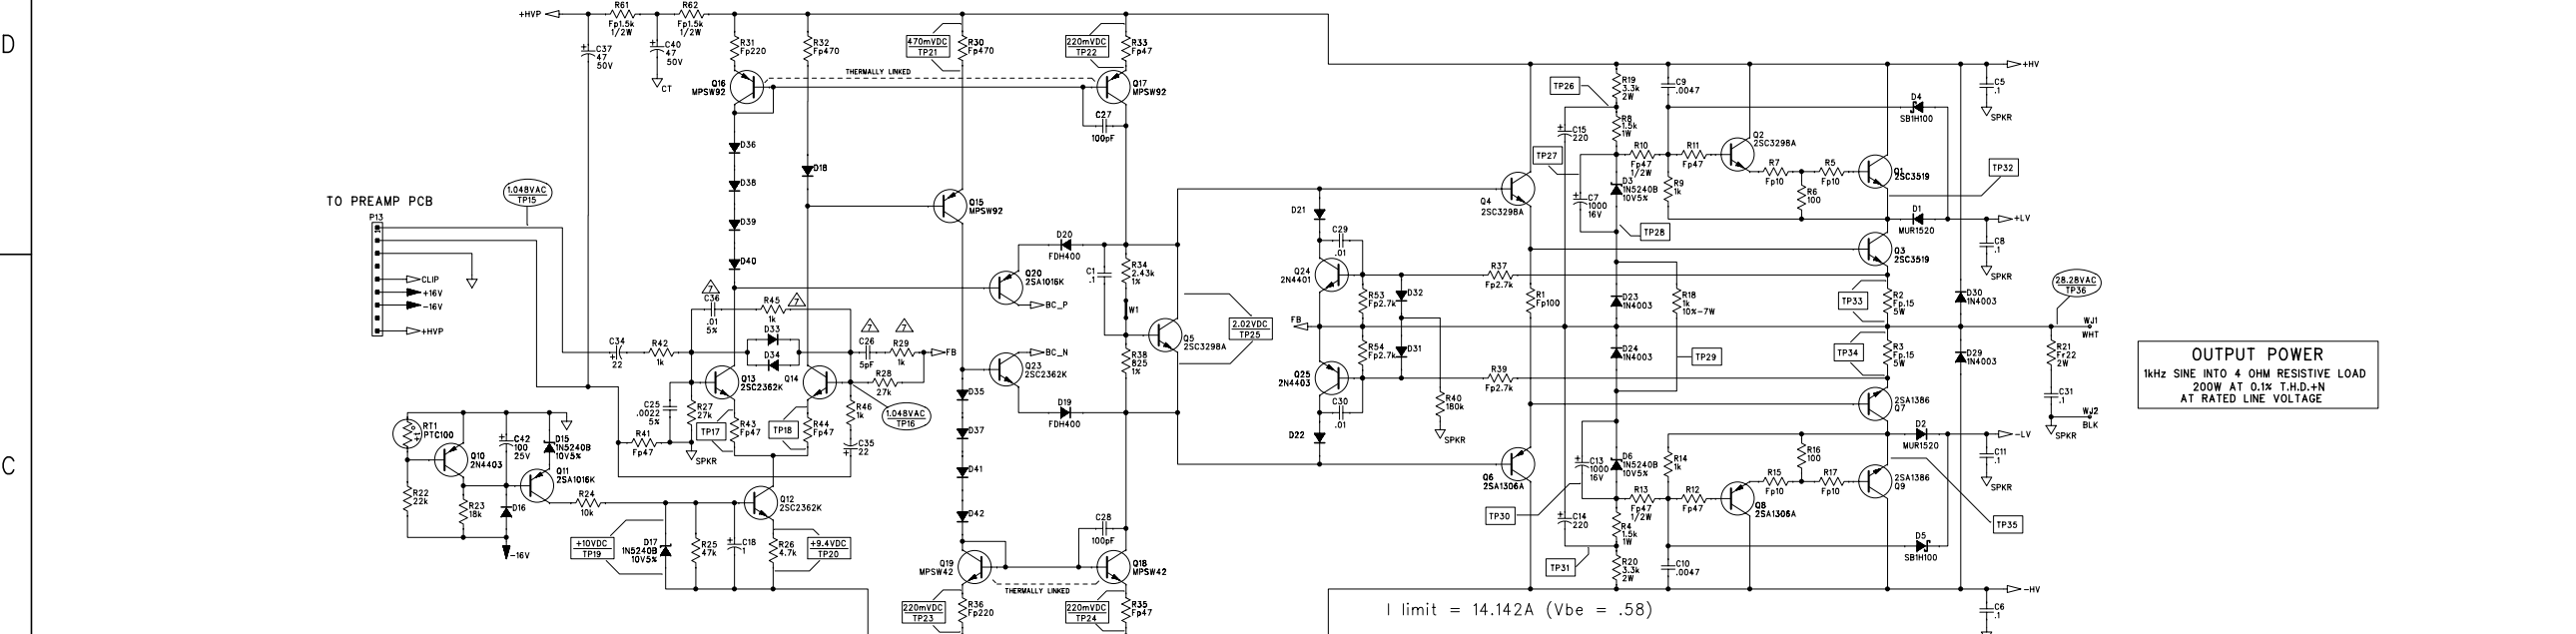 D
C
+HVP
R61
Fp1.5k
1/2W
R62
Fp1.5k
1/2W
C37
47
50V
C40
47
50V
CT
R31
Fp220
R32
Fp470
470mVDC
TP21
R30
Fp470
220mVDC
TP22
R33
Fp47
THERMALLY LINKED
Q16
MPSW92
Q17
MPSW92
C27
100pF
D36
D38
D39
D40
D18
Q15
MPSW92
TO PREAMP PCB
P13
1.048VAC
TP15
CLIP
+16V
-16V
+HVP
D20
FDH400
Q20
2SA1016K
BC_P
C1
.1
R34
2.43k
1%
W1
Q5
2SC3298A
2.02VDC
TP25
R38
825
1%
7
C36
.01
5%
R45
1k
7
D33
D34
7
C26
5pF
7
R29
1k
FB
R28
27k
C34
22
R42
1k
Q13
2SC2362K
Q14
BC_N
Q23
2SC2362K
D19
FDH400
C25
.0022
5%
R27
27k
R43
Fp47
TP17
TP18
R44
Fp47
R46
1k
1.048VAC
TP16
C35
22
R41
Fp47
SPKR
RT1
PTC100
Q10
2N4403
C42
100
25V
D15
1N5240B
10V5%
Q11
2SA1016K
R22
22k
R23
18k
D16
-16V
R24
10k
Q12
2SC2362K
+10VDC
TP19
D17
1N5240B
10V5%
R25
47k
C18
1
R26
4.7k
+9.4VDC
TP20
D35
D37
D41
D42
C28
100pF
Q19
MPSW42
Q18
MPSW42
THERMALLY LINKED
220mVDC
TP23
R36
Fp220
220mVDC
TP24
R35
Fp47
D21
C29
.01
Q24
2N4401
R53
Fp2.7k
D32
FB
R54
Fp2.7k
D31
Q25
2N4403
C30
.01
D22
R37
Fp2.7k
R39
Fp2.7k
R40
180k
SPKR
Q4
2SC3298A
R1
Fp100
Q6
2SA1306A
TP26
R19
3.3k
2W
C15
220
R8
1.5k
1W
TP27
C7
1000
16V
D3
1N5240B
10V5%
TP28
D23
1N4003
R18
1k
10%-7W
D24
1N4003
TP29
C13
1000
16V
D6
1N5240B
10V5%
TP30
C14
220
R4
1.5k
1W
TP31
R20
3.3k
2W
C9
.0047
R10
Fp47
1/2W
R11
Fp47
R9
1k
Q2
2SC3298A
R7
Fp10
R5
Fp10
R6
100
Q1
2SC3519
D4
SB1H100
C5
.1
SPKR
+HV
TP32
D1
MUR1520
+LV
C8
.1
SPKR
Q3
2SC3519
TP33
R2
Fp.15
5W
D30
1N4003
28.28VAC
TP36
WJ1
WHT
TP34
R3
Fp.15
5W
D29
1N4003
R21
Fr22
2W
C31
.1
WJ2
BLK
SPKR
2SA1386
Q7
D2
MUR1520
-LV
C11
.1
SPKR
R14
1k
R13
Fp47
1/2W
R12
Fp47
Q8
2SA1306A
R15
Fp10
R16
100
R17
Fp10
2SA1386
Q9
TP35
D5
SB1H100
C10
.0047
-HV
C6
.1
I limit = 14.142A (Vbe = .58)
OUTPUT POWER
1kHz SINE INTO 4 OHM RESISTIVE LOAD
200W AT 0.1% T.H.D.+N
AT RATED LINE VOLTAGE